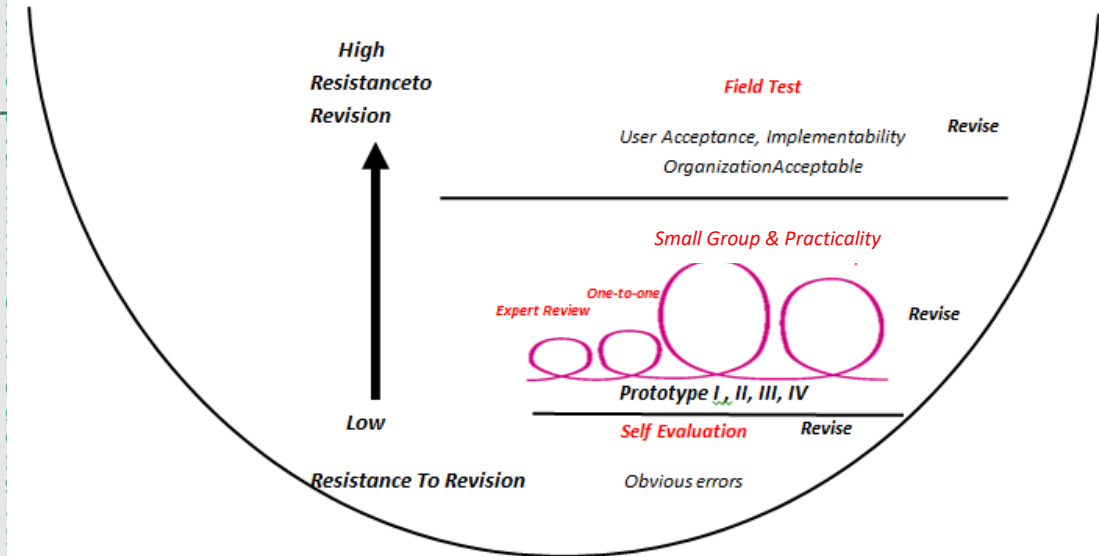 High
Resistanceto
Revision
Field Test
User Acceptance, Implementability
Revise
OrganizationAcceptable
Small Group & Practicality
One-to-one
Expert Review
Revise
Prototype I , II, III, IV
Low
Self Evaluation
Revise
Resistance To Revision
Obvious errors